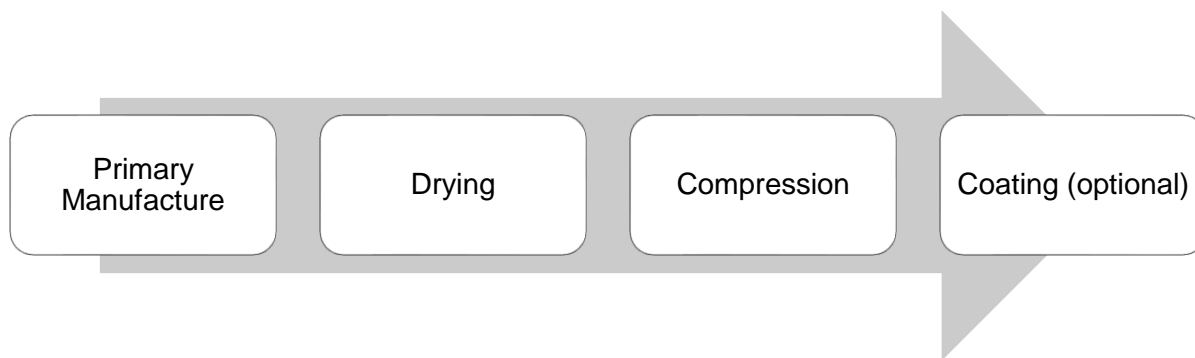 Primary
Manufacture
Drying
Compression
Coating (optional)